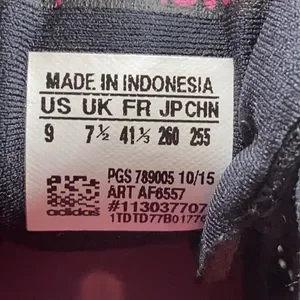 MADE IN INDONESIA
US UK FR JP CHN
9 7½ 41⅓ 260 255
PGS 789005 10/15
ART AF6557
#113037707
adidas